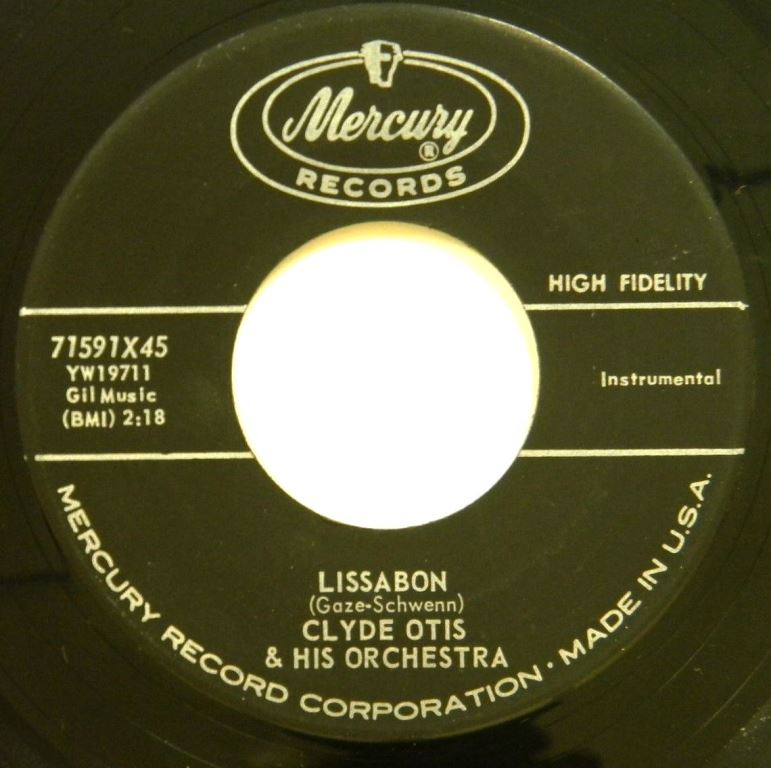 Mercury
®
RECORDS
HIGH FIDELITY
71591X45
YW19711
Gil Music
(BMI) 2:18
Instrumental
LISSABON
(Gaze-Schwenn)
CLYDE OTIS
& HIS ORCHESTRA
MERCURY RECORD CORPORATION · MADE IN U.S.A.